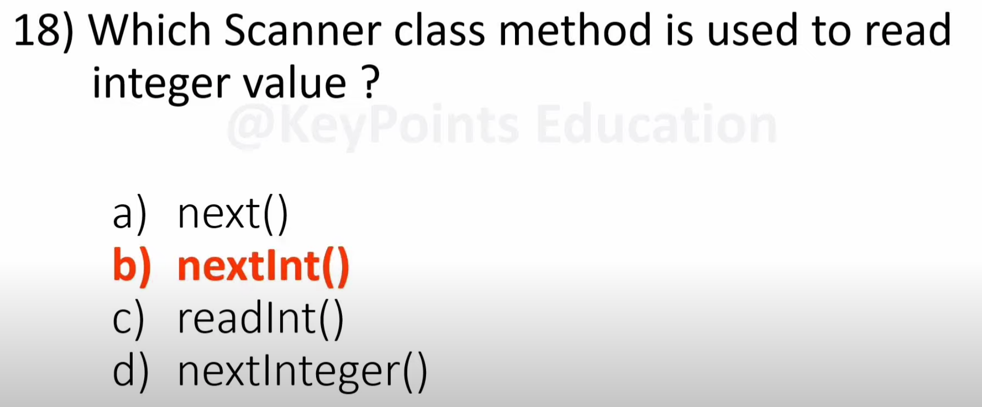 18) Which Scanner class method is used to read
integer value ?
@KeyPoints Education
a) next()
b) nextInt()
c) readInt()
d) nextInteger()